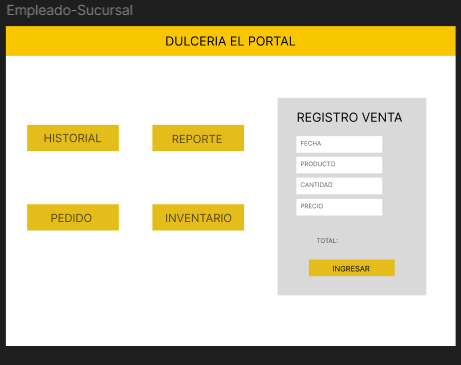 Empleado-Sucursal
DULCERIA EL PORTAL
HISTORIAL
REPORTE
PEDIDO
INVENTARIO
REGISTRO VENTA
FECHA
PRODUCTO
CANTIDAD
PRECIO
TOTAL:
INGRESAR